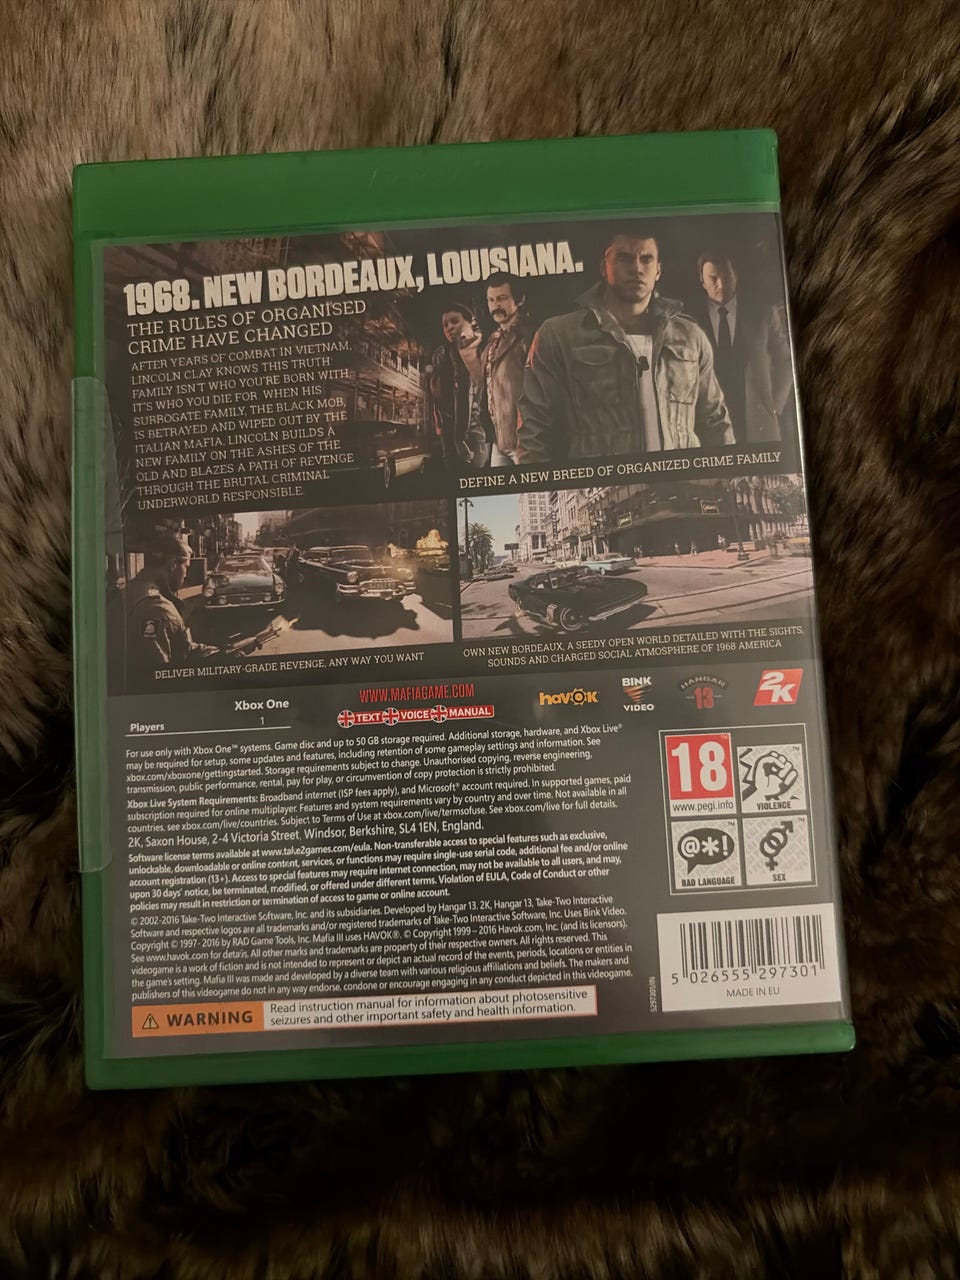 1968. NEW BORDEAUX, LOUISIANA.
THE RULES OF ORGANISED
CRIME HAVE CHANGED
AFTER YEARS OF COMBAT IN VIETNAM,
LINCOLN CLAY KNOWS THIS TRUTH:
FAMILY ISN'T WHO YOU'RE BORN WITH,
IT'S WHO YOU DIE FOR. WHEN HIS
SURROGATE FAMILY, THE BLACK MOB,
IS BETRAYED AND WIPED OUT BY THE
ITALIAN MAFIA, LINCOLN BUILDS A
NEW FAMILY ON THE ASHES OF THE
OLD AND BLAZES A PATH OF REVENGE
THROUGH THE BRUTAL CRIMINAL
UNDERWORLD RESPONSIBLE.
DEFINE A NEW BREED OF ORGANIZED CRIME FAMILY
DELIVER MILITARY-GRADE REVENGE, ANY WAY YOU WANT
OWN NEW BORDEAUX, A SEEDY OPEN WORLD DETAILED WITH THE SIGHTS,
SOUNDS AND CHARGED SOCIAL ATMOSPHERE OF 1968 AMERICA
Xbox One
Players 1
WWW.MAFIAGAME.COM
TEXT VOICE MANUAL
havok
BINK
VIDEO
HANGAR
13
2K
For use only with Xbox One™ systems. Game disc and up to 50 GB storage required. Additional storage, hardware, and Xbox Live®
may be required for setup, some updates and features, including retention of some gameplay settings and information. See
xbox.com/xboxone/gettingstarted. Storage requirements subject to change. Unauthorised copying, reverse engineering,
transmission, public performance, rental, pay for play, or circumvention of copy protection is strictly prohibited.
Xbox Live System Requirements: Broadband internet (ISP fees apply), and Microsoft® account required. In supported games, paid
subscription required for online multiplayer. Features and system requirements vary by country and over time. Not available in all
countries, see xbox.com/live/countries. Subject to Terms of Use at xbox.com/live/termsofuse. See xbox.com/live for full details.
2K, Saxon House, 2-4 Victoria Street, Windsor, Berkshire, SL4 1EN, England.
Software license terms available at www.take2games.com/eula. Non-transferable access to special features such as exclusive,
unlockable, downloadable or online content, services, or functions may require single-use serial code, additional fee and/or online
account registration (13+). Access to special features may require internet connection, may not be available to all users, and may,
upon 30 days' notice, be terminated, modified, or offered under different terms. Violation of EULA, Code of Conduct or other
policies may result in restriction or termination of access to game or online account.
© 2002-2016 Take-Two Interactive Software, Inc. and its subsidiaries. Developed by Hangar 13. 2K, Hangar 13, Take-Two Interactive
Software and respective logos are all trademarks and/or registered trademarks of Take-Two Interactive Software, Inc. Uses Bink Video.
Copyright © 1997-2016 by RAD Game Tools, Inc. Mafia III uses HAVOK®. © Copyright 1999 – 2016 Havok.com, Inc. (and its licensors).
See www.havok.com for details. All other marks and trademarks are property of their respective owners. All rights reserved. This
videogame is a work of fiction and is not intended to represent or depict an actual record of the events, periods, locations or entities in
the game's setting. Mafia III was made and developed by a diverse team with various religious affiliations and beliefs. The makers and
publishers of this videogame do not in any way endorse, condone or encourage engaging in any conduct depicted in this videogame.
WARNING
Read instruction manual for information about photosensitive
seizures and other important safety and health information.
18
www.pegi.info
VIOLENCE
@*!
BAD LANGUAGE
SEX
5 026555 297301
MADE IN EU